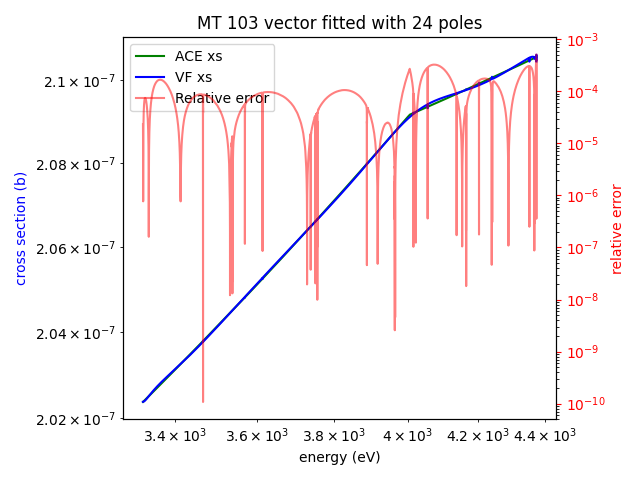 MT 103 vector fitted with 24 poles
ACE xs
VF xs
Relative error
cross section (b)
2.1 × 10⁻⁷
2.08 × 10⁻⁷
2.06 × 10⁻⁷
2.04 × 10⁻⁷
2.02 × 10⁻⁷
10⁻³
10⁻⁴
10⁻⁵
10⁻⁶
10⁻⁷
10⁻⁸
10⁻⁹
10⁻¹⁰
relative error
3.4 × 10³ 3.6 × 10³ 3.8 × 10³ 4 × 10³ 4.2 × 10³ 4.4 × 10³
energy (eV)